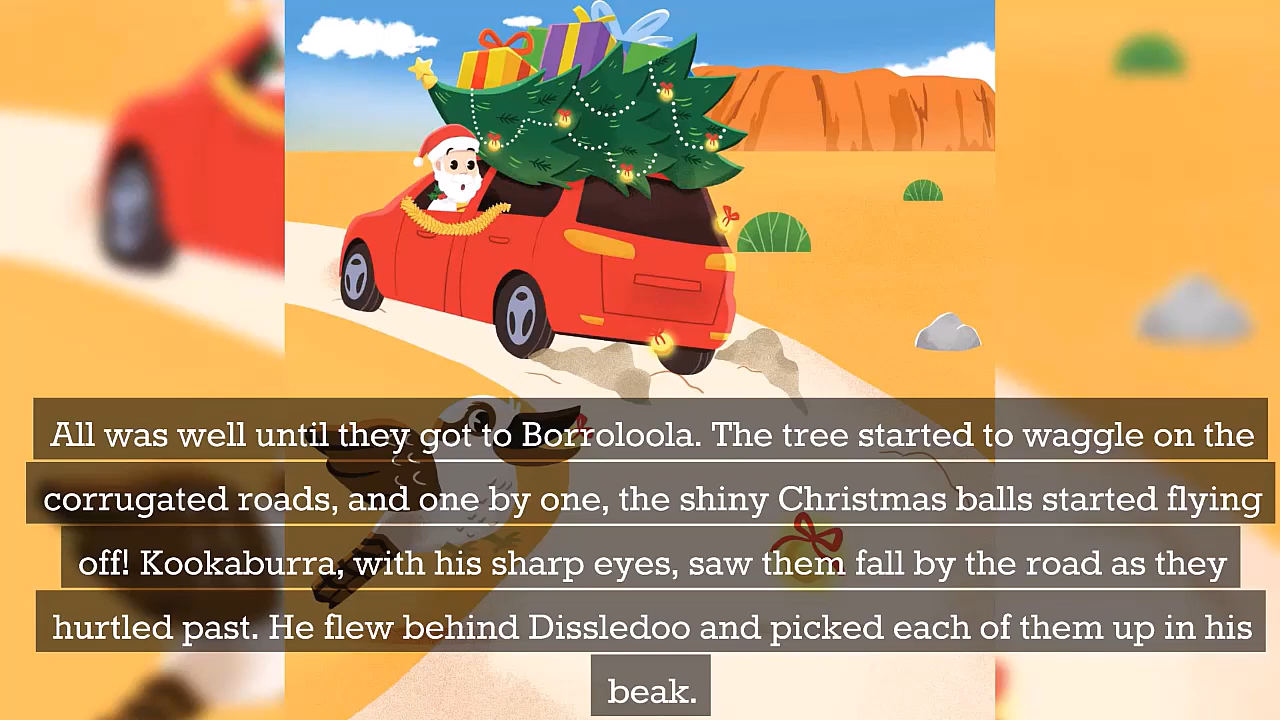 All was well until they got to Borroloola. The tree started to waggle on the
corrugated roads, and one by one, the shiny Christmas balls started flying
off! Kookaburra, with his sharp eyes, saw them fall by the road as they
hurtled past. He flew behind Dissledoo and picked each of them up in his
beak.